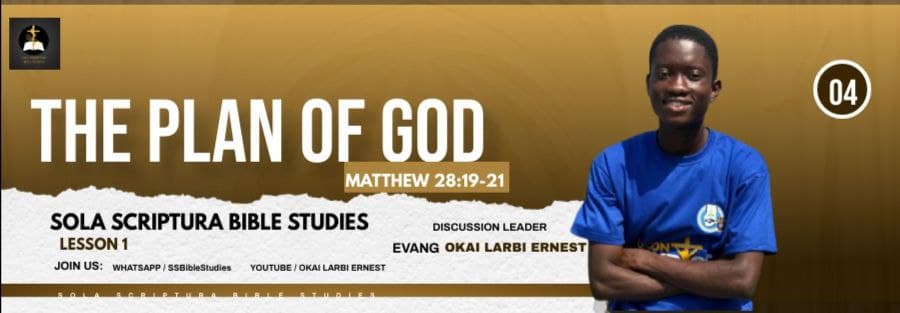 THE PLAN OF GOD
04
MATTHEW 28:19-21
SOLA SCRIPTURA BIBLE STUDIES
LESSON 1
JOIN US: WHATSAPP / SSBibleStudies YOUTUBE / OKAI LARBI ERNEST
DISCUSSION LEADER
EVANG OKAI LARBI ERNEST
SOLA SCRIPTURA BIBLE STUDIES